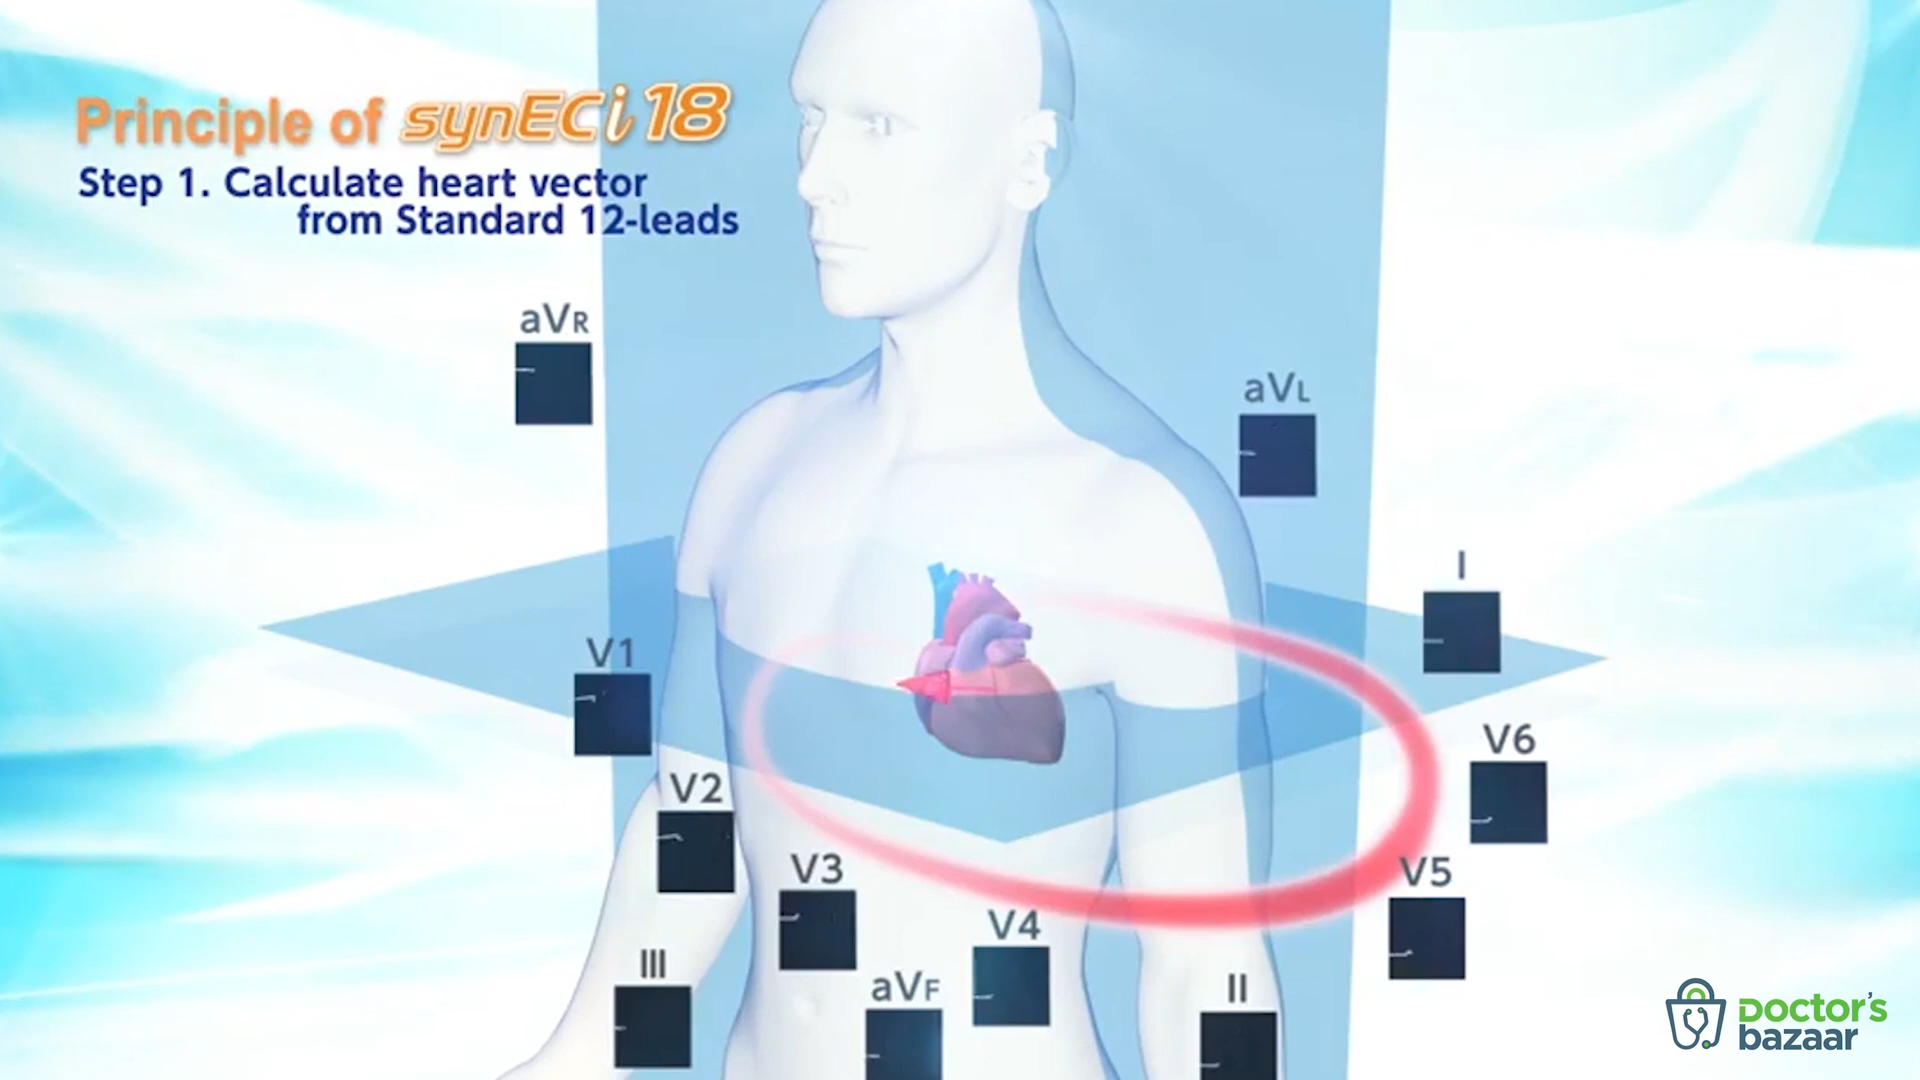 Principle of synECi18
Step 1. Calculate heart vector
from Standard 12-leads
aVR
aVL
I
V1
V6
V2
V3
V5
V4
III
aVF
II
DOCTOR'S
bazaar